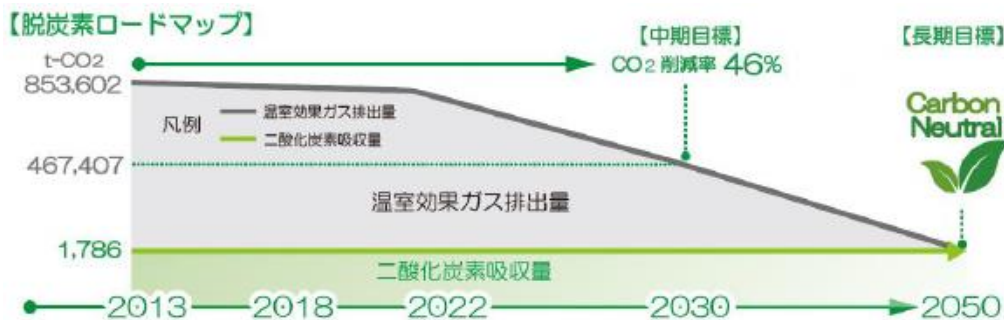 【脱炭素ロードマップ】
t-CO2
853,602
467,407
1,786
凡例
温室効果ガス排出量
二酸化炭素吸収量
【中期目標】
CO2 削減率 46%
【長期目標】
Carbon
Neutral
温室効果ガス排出量
二酸化炭素吸収量
2013 2018 2022 2030 2050